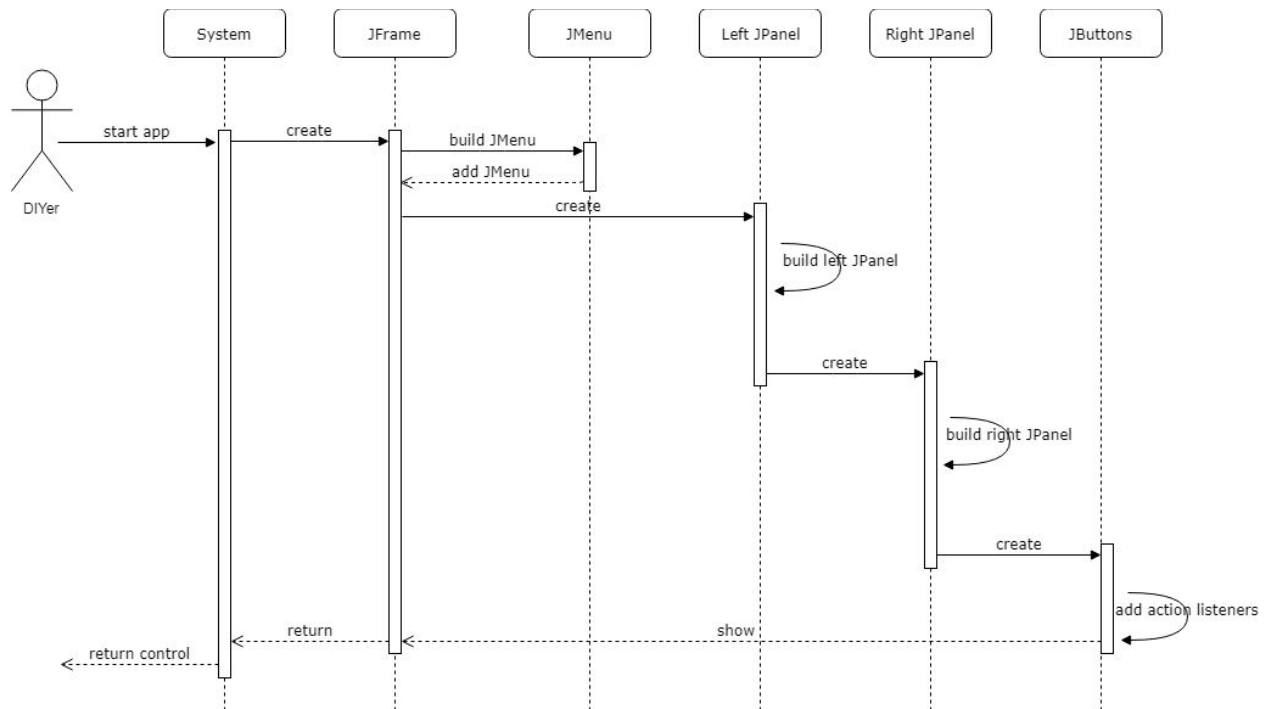 System
JFrame
JMenu
Left JPanel
Right JPanel
JButtons
start app
create
build JMenu
add JMenu
create
DIYer
build left JPanel
create
build right JPanel
create
add action listeners
return
show
return control